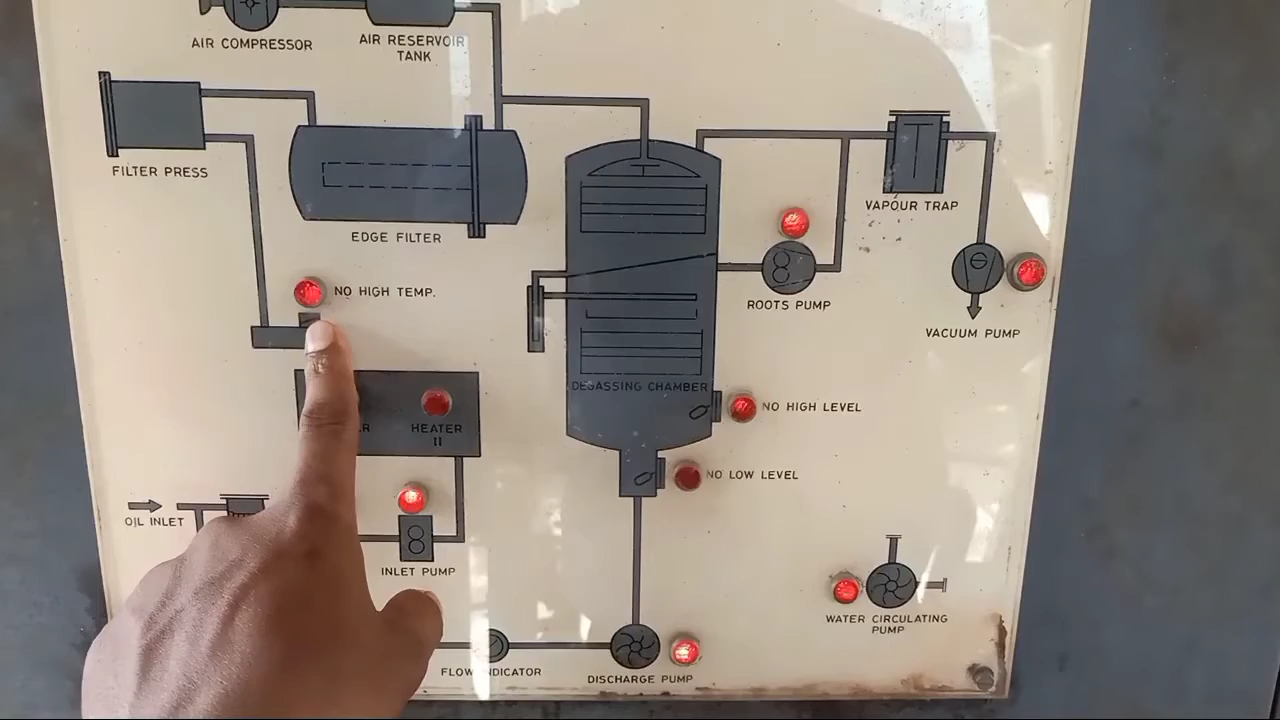 AIR COMPRESSOR
AIR RESERVOIR
TANK
FILTER PRESS
EDGE FILTER
VAPOUR TRAP
NO HIGH TEMP.
ROOTS PUMP
VACUUM PUMP
DEGASSING CHAMBER
NO HIGH LEVEL
HEATER
II
NO LOW LEVEL
OIL INLET
INLET PUMP
WATER CIRCULATING
PUMP
FLOW INDICATOR
DISCHARGE PUMP